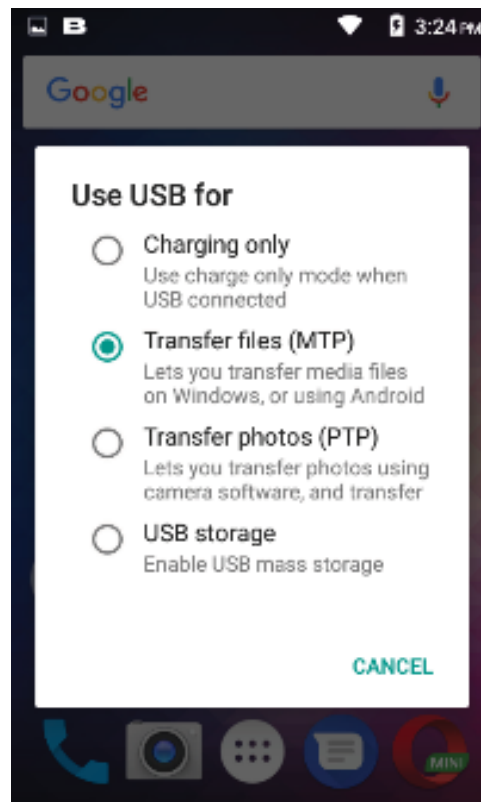 B 3:24 PM
Google
Use USB for
Charging only
Use charge only mode when
USB connected
Transfer files (MTP)
Lets you transfer media files
on Windows, or using Android
Transfer photos (PTP)
Lets you transfer photos using
camera software, and transfer
USB storage
Enable USB mass storage
CANCEL
MINI